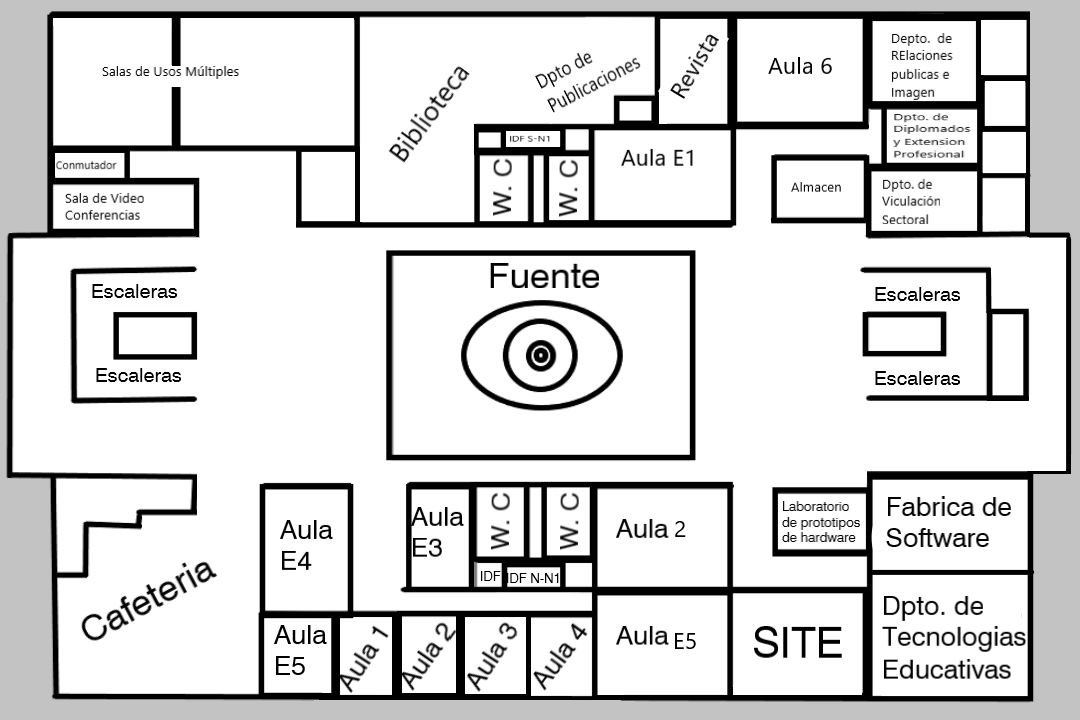 Salas de Usos Múltiples
Biblioteca
Dpto de
Publicaciones
Revista
Aula 6
Depto. de
RElaciones
publicas e
Imagen
Dpto. de
Diplomados
y Extension
Profesional
Conmutador
Sala de Video
Conferencias
IDF S-N1
W. C
W. C
Aula E1
Almacen
Dpto. de
Viculación
Sectoral
Escaleras
Escaleras
Fuente
Escaleras
Escaleras
Cafeteria
Aula
E4
Aula
E3
W. C
W. C
IDF
IDF N-N1
Aula 2
Laboratorio
de prototipos
de hardware
Fabrica de
Software
Aula
E5
Aula 1
Aula 2
Aula 3
Aula 4
Aula E5
SITE
Dpto. de
Tecnologias
Educativas